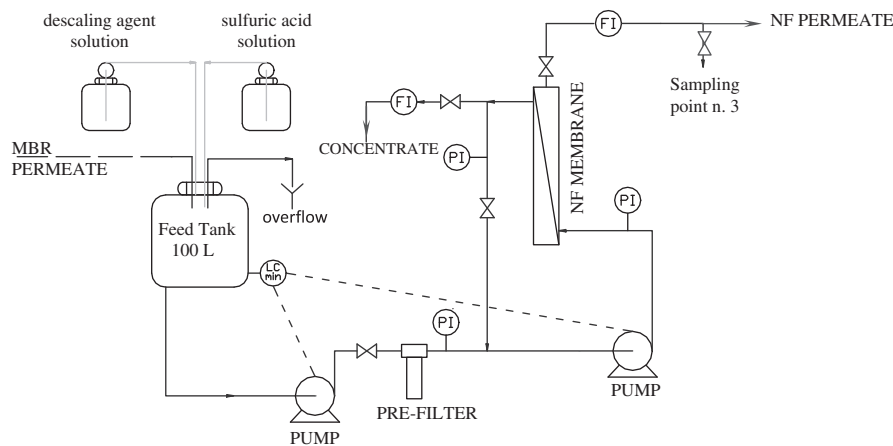 descaling agent
solution
sulfuric acid
solution
FI
NF PERMEATE
Sampling
point n. 3
FI
CONCENTRATE
PI
NF MEMBRANE
MBR
PERMEATE
overflow
PI
Feed Tank
100 L
LC
min
PI
PUMP
PRE-FILTER
PUMP